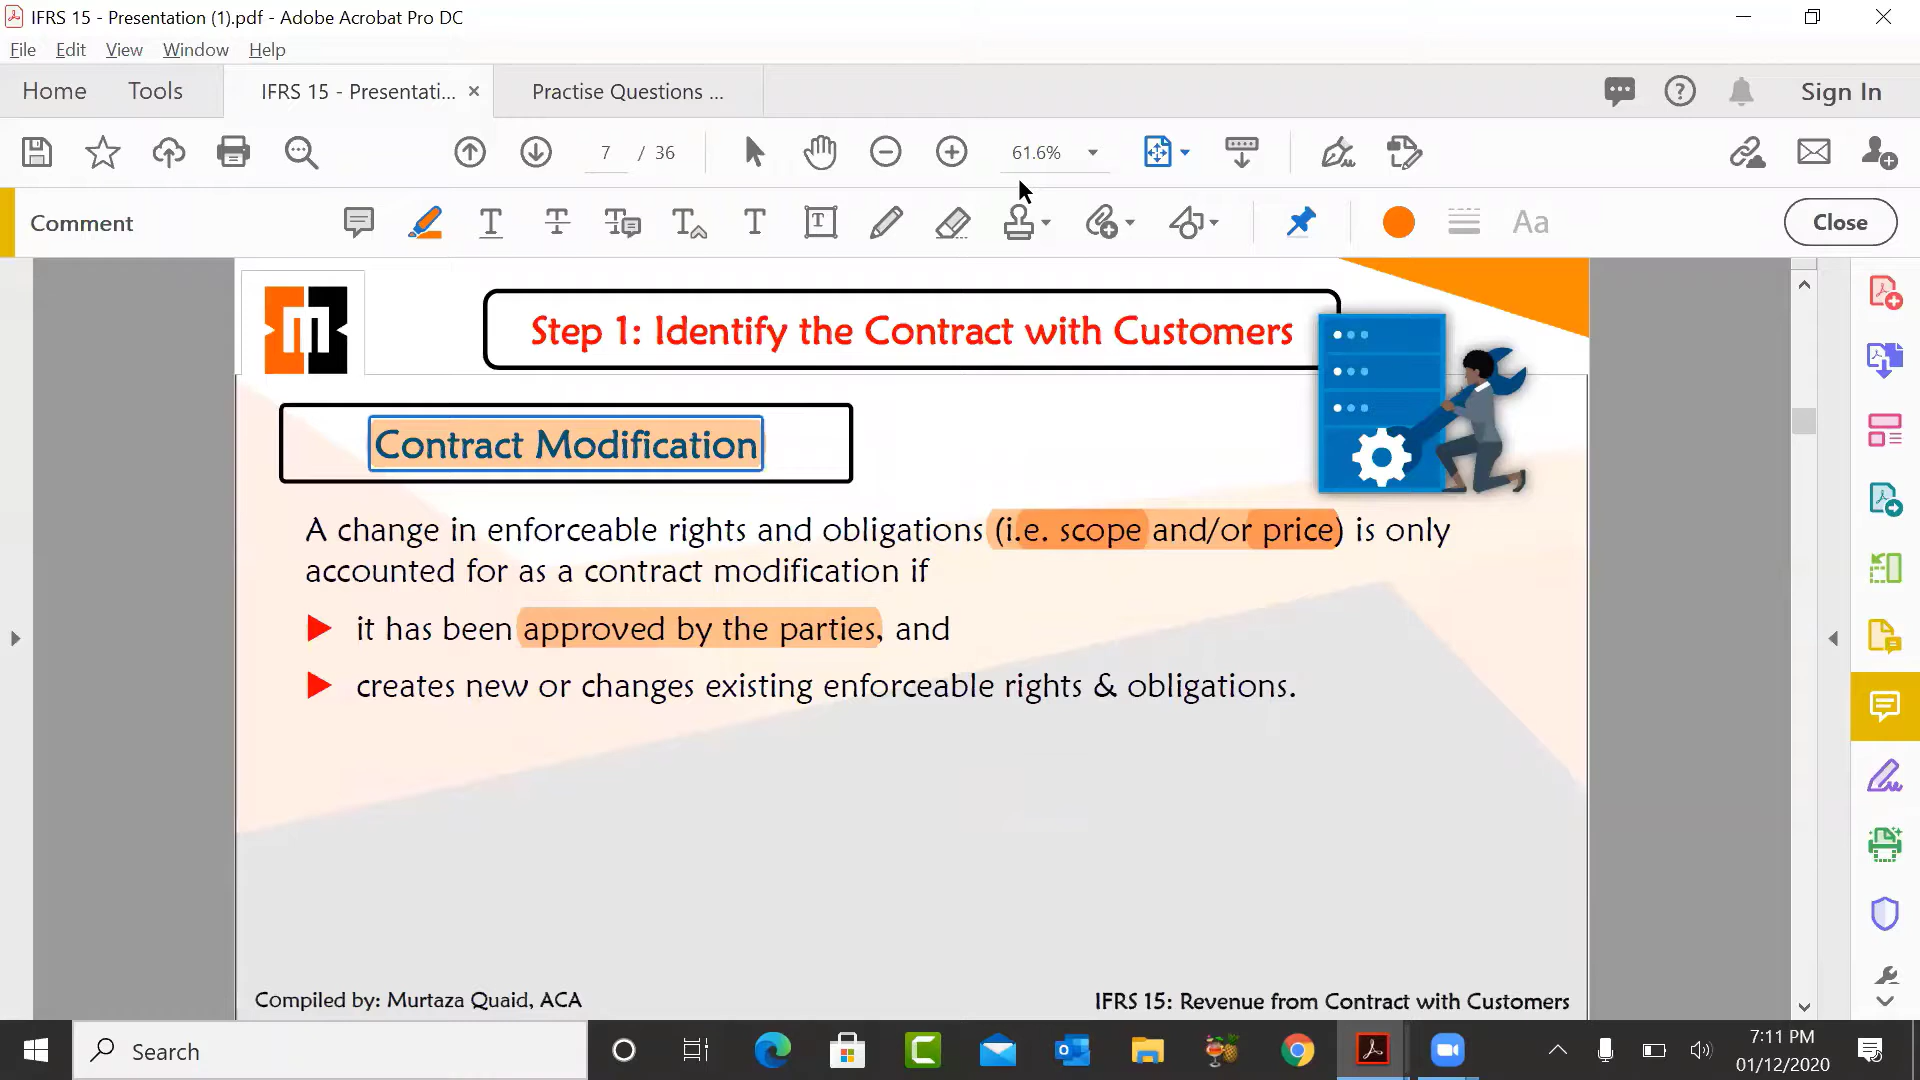 IFRS 15 - Presentation (1).pdf - Adobe Acrobat Pro DC
File Edit View Window Help
Home Tools IFRS 15 - Presentati... × Practise Questions ... Sign In
7 / 36 61.6%
Comment Close
Step 1: Identify the Contract with Customers
Contract Modification
A change in enforceable rights and obligations (i.e. scope and/or price) is only
accounted for as a contract modification if
it has been approved by the parties, and
creates new or changes existing enforceable rights & obligations.
Compiled by: Murtaza Quaid, ACA IFRS 15: Revenue from Contract with Customers
Search 7:11 PM
01/12/2020